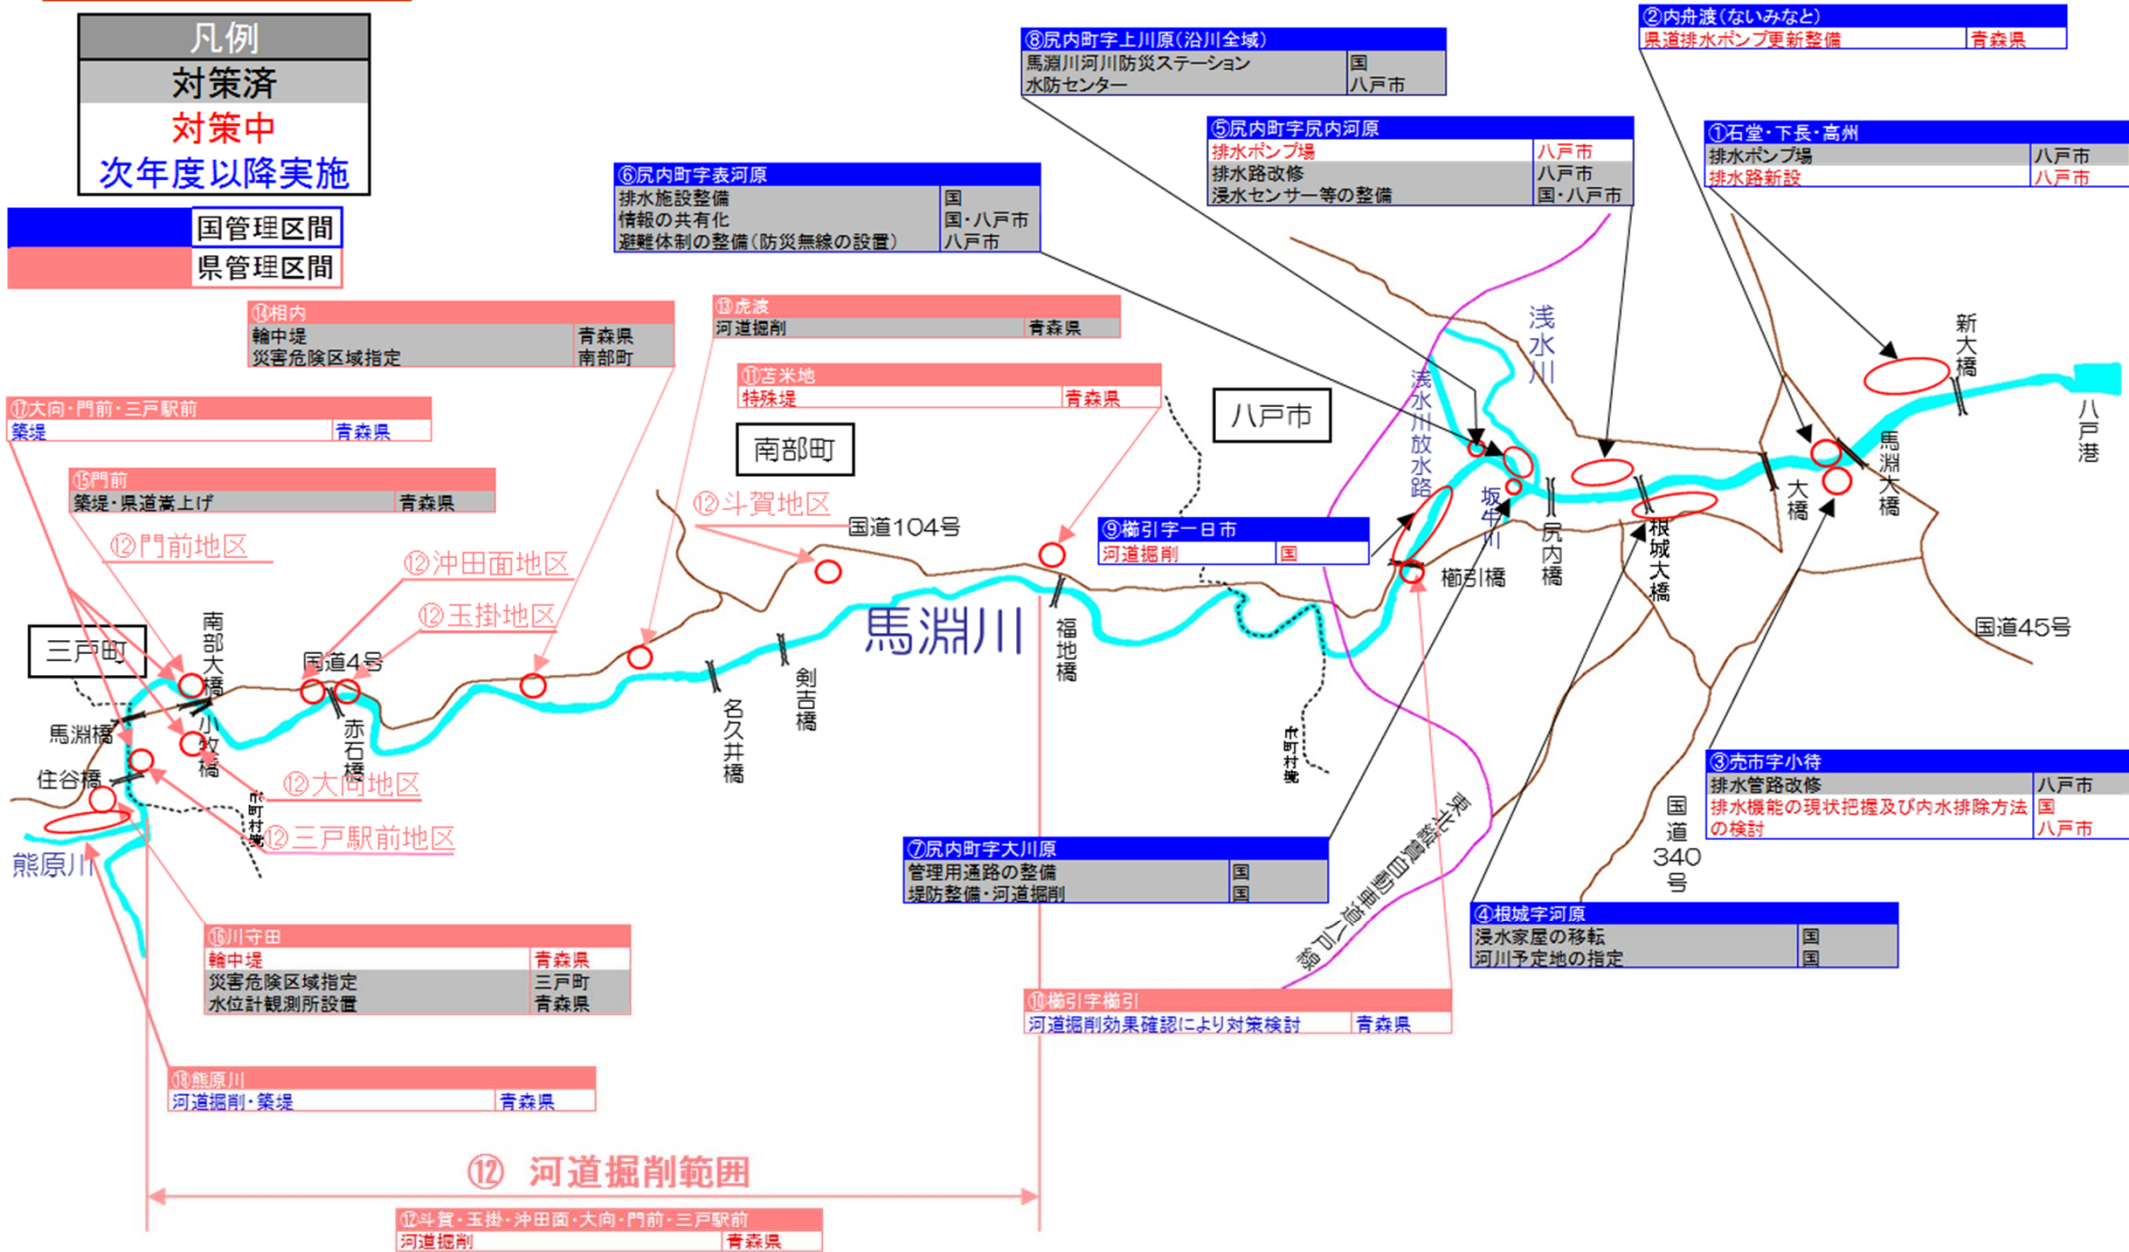 凡例
対策済
対策中
次年度以降実施
国管理区間
県管理区間
⑧尻内町字上川原(沿川全域)
馬淵川河川防災ステーション 国
水防センター 八戸市
②内舟渡(ないみなと)
県道排水ポンプ更新整備 青森県
⑤尻内町字尻内河原
排水ポンプ場 八戸市
排水路改修 八戸市
浸水センサー等の整備 国・八戸市
①石堂・下長・高州
排水ポンプ場 八戸市
排水路新設 八戸市
⑥尻内町字表河原
排水施設整備 国
情報の共有化 国・八戸市
避難体制の整備(防災無線の設置) 八戸市
⑭相内
輪中堤 青森県
災害危険区域指定 南部町
⑬虎渡
河道掘削 青森県
⑪苫米地
特殊堤 青森県
⑰大向・門前・三戸駅前
築堤 青森県
⑮門前
築堤・県道嵩上げ 青森県
南部町
八戸市
三戸町
⑫門前地区
⑫沖田面地区
⑫玉掛地区
⑫斗賀地区
国道104号
⑨櫛引字一日市
河道掘削 国
浅水川
浅水川放水路
坂牛川
新大橋
八戸港
馬淵大橋
大橋
根城大橋
尻内橋
櫛引橋
国道45号
馬淵川
福地橋
剣吉橋
名久井橋
国道4号
赤石橋
南部大橋
小牧橋
馬淵橋
住谷橋
熊原川
市町村境
市町村境
⑫大向地区
⑫三戸駅前地区
東北縦貫自動車道八戸線
国道340号
③売市字小待
排水管路改修 八戸市
排水機能の現状把握及び内水排除方法 国
の検討 八戸市
⑦尻内町字大川原
管理用通路の整備 国
堤防整備・河道掘削 国
④根城字河原
浸水家屋の移転 国
河川予定地の指定 国
⑯川守田
輪中堤 青森県
災害危険区域指定 三戸町
水位計観測所設置 青森県
⑩櫛引字櫛引
河道掘削効果確認により対策検討 青森県
⑱熊原川
河道掘削・築堤 青森県
⑫ 河道掘削範囲
⑫斗賀・玉掛・沖田面・大向・門前・三戸駅前
河道掘削 青森県